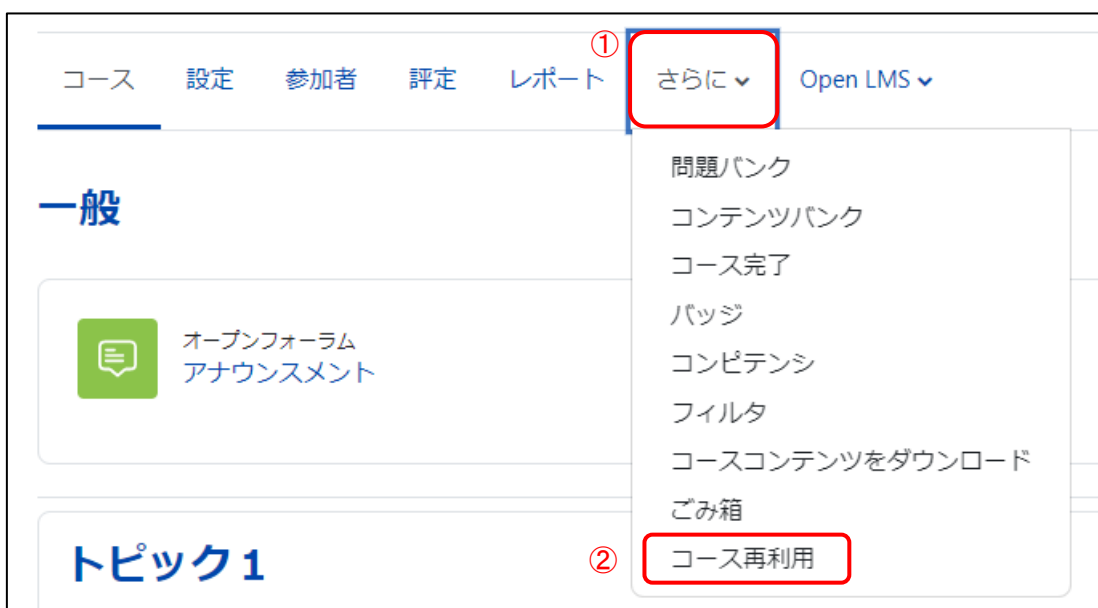 ①
コース 設定 参加者 評定 レポート さらに Open LMS
問題バンク
コンテンツバンク
コース完了
バッジ
コンピテンシ
フィルタ
コースコンテンツをダウンロード
ごみ箱
② コース再利用
一般
オープンフォーラム
アナウンスメント
トピック 1